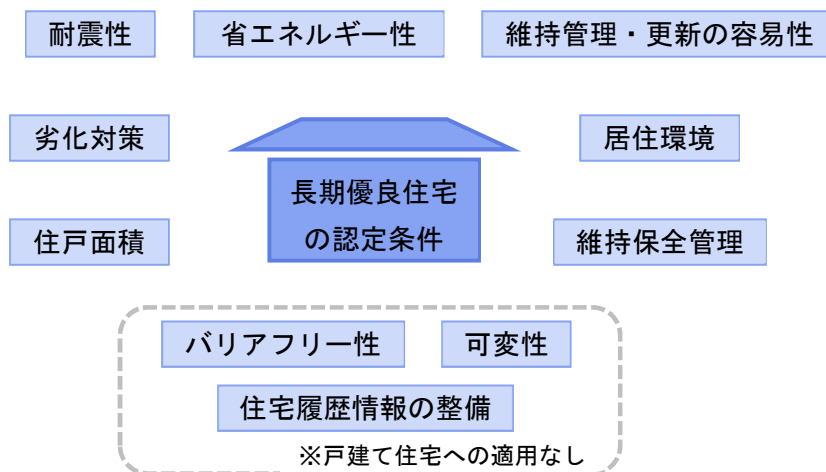 耐震性
省エネルギー性
維持管理・更新の容易性
劣化対策
居住環境
長期優良住宅
の認定条件
住戸面積
維持保全管理
バリアフリー性
可変性
住宅履歴情報の整備
※戸建て住宅への適用なし